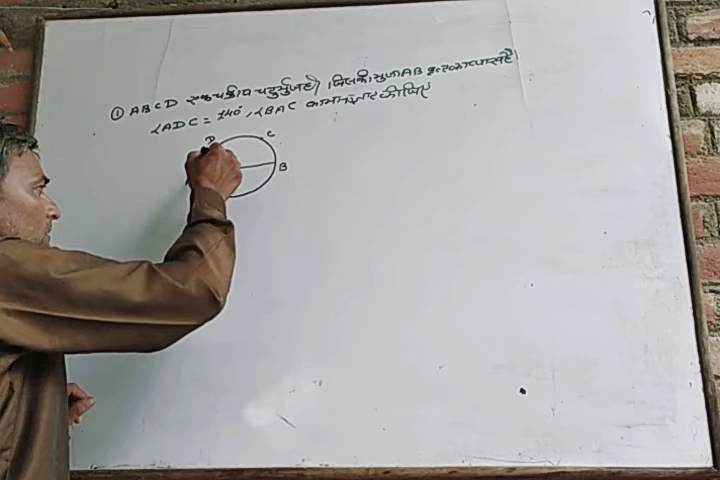 ① ABCD एक चक्रीय चतुर्भुज है। जिसकी भुजा AB वृत्त का व्यास है।
∠ADC = 140°, ∠BAC का मान ज्ञात कीजिए
D C
B